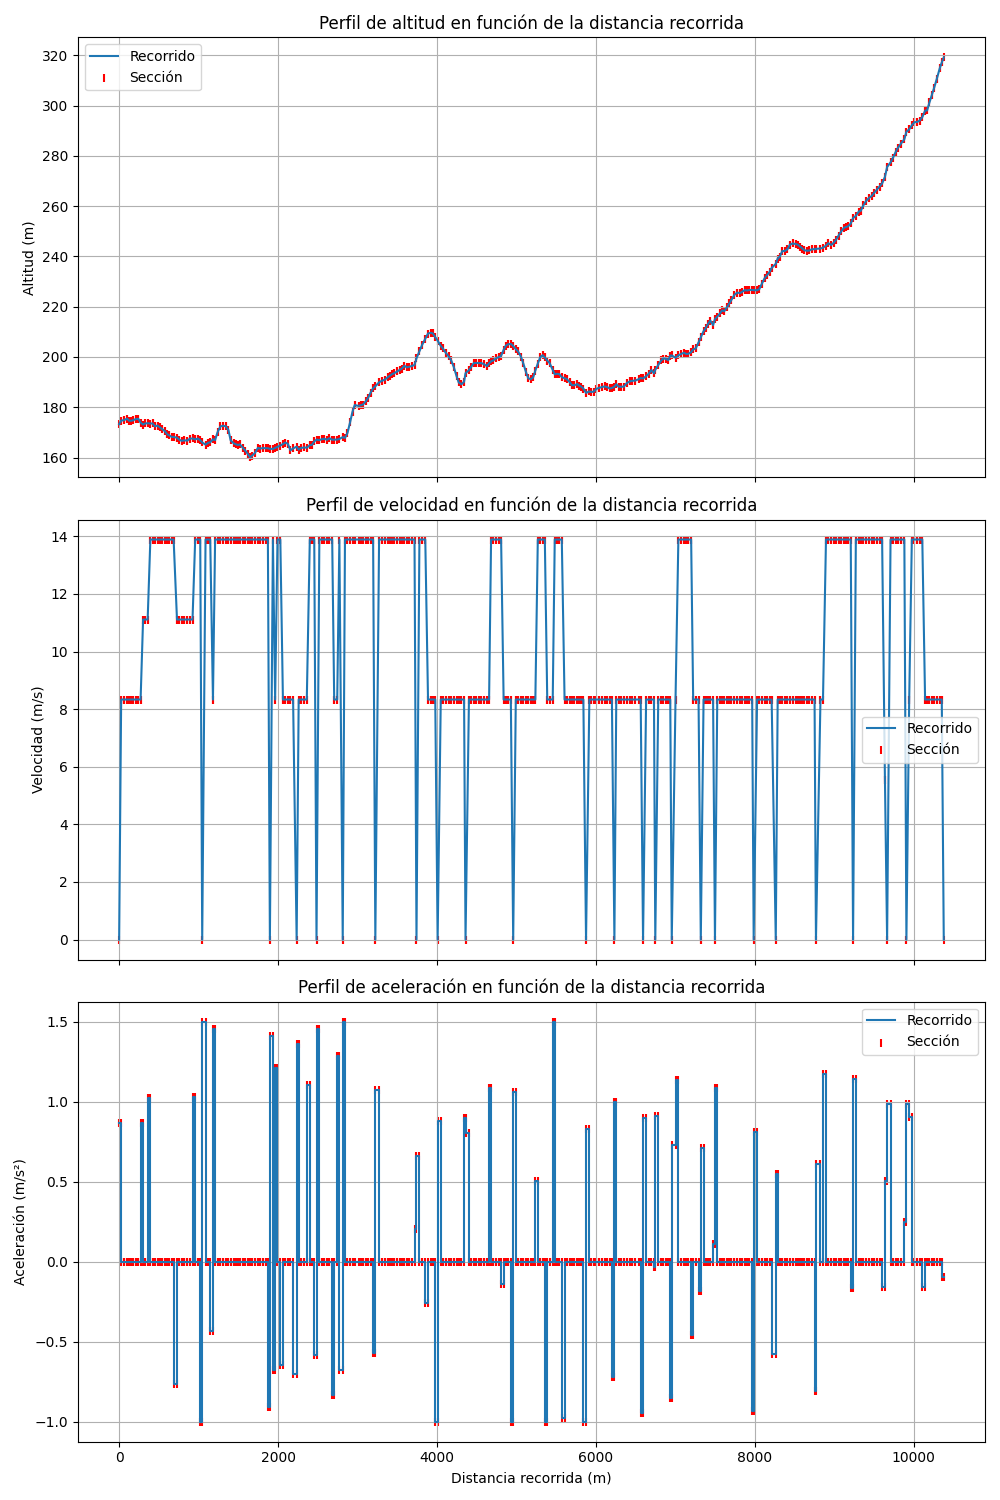 Perfil de altitud en función de la distancia recorrida
Recorrido
Sección
320
300
280
260
240
220
200
180
160
Altitud (m)
Perfil de velocidad en función de la distancia recorrida
14
12
10
8
6
4
2
0
Velocidad (m/s)
Recorrido
Sección
Perfil de aceleración en función de la distancia recorrida
Recorrido
Sección
1.5
1.0
0.5
0.0
−0.5
−1.0
Aceleración (m/s²)
0 2000 4000 6000 8000 10000
Distancia recorrida (m)